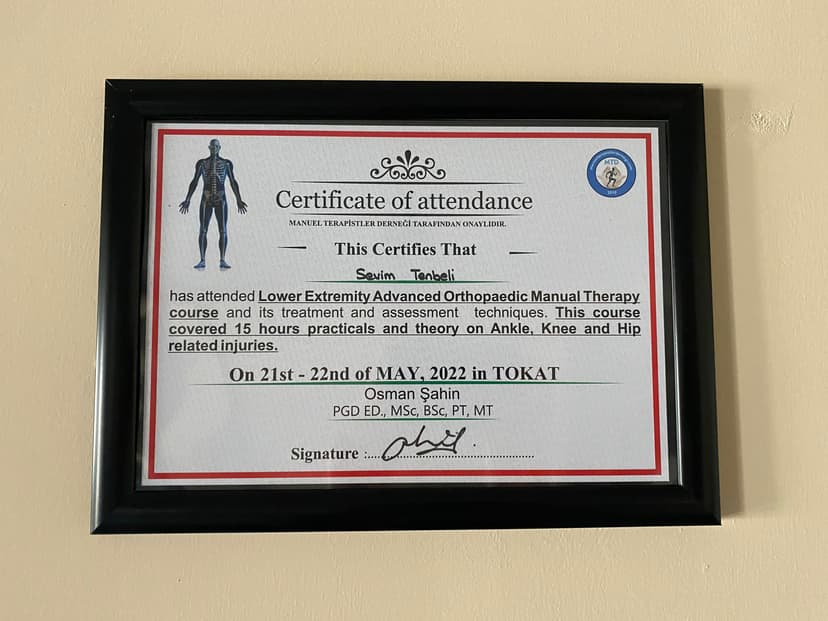 MTD
Certificate of attendance
MANUEL TERAPİSTLER DERNEĞİ TARAFINDAN ONAYLIDIR.
This Certifies That
Sevim Tenbeli
has attended Lower Extremity Advanced Orthopaedic Manual Therapy
course and its treatment and assessment techniques. This course
covered 15 hours practicals and theory on Ankle, Knee and Hip
related injuries.
On 21st - 22nd of MAY, 2022 in TOKAT
Osman Şahin
PGD ED., MSc, BSc, PT, MT
Signature :....................................................